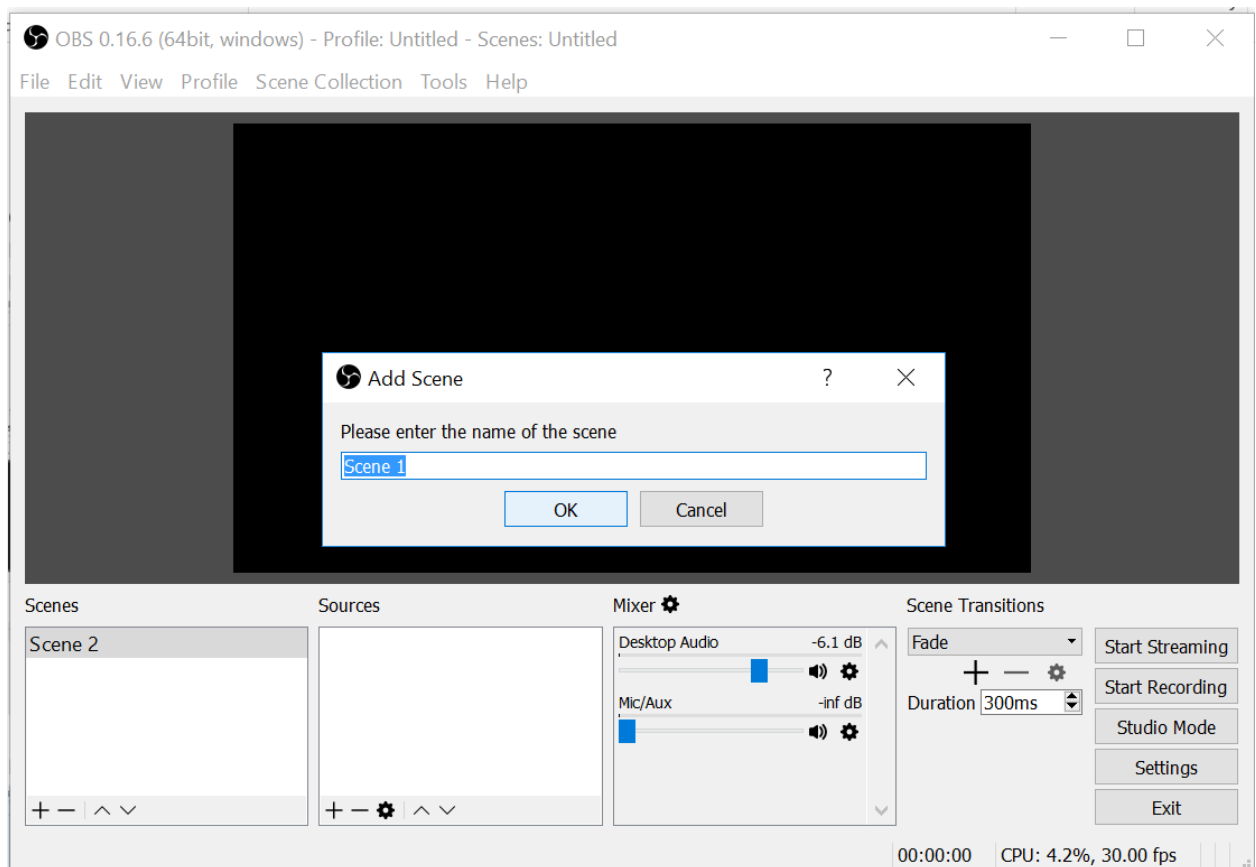 OBS 0.16.6 (64bit, windows) - Profile: Untitled - Scenes: Untitled
File Edit View Profile Scene Collection Tools Help
Add Scene ?
Please enter the name of the scene
Scene 1
OK Cancel
Scenes Sources Mixer Scene Transitions
Scene 2
Desktop Audio -6.1 dB
Mic/Aux -inf dB
Fade
Duration 300ms
Start Streaming
Start Recording
Studio Mode
Settings
Exit
00:00:00 CPU: 4.2%, 30.00 fps